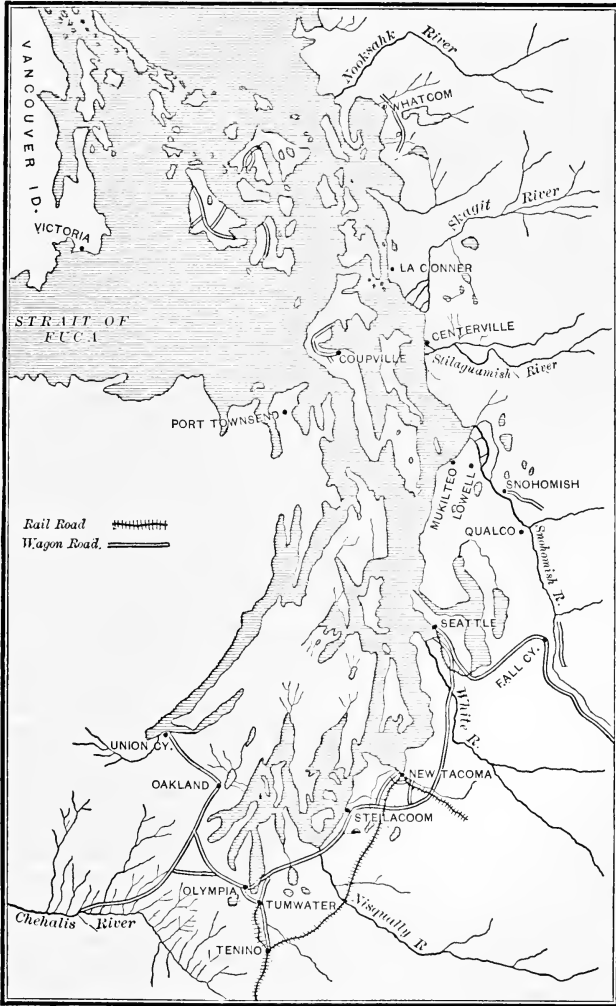 Nooksahk River
WHATCOM
VANCOUVER ID.
Skagit River
VICTORIA
LA CONNER
STRAIT OF
FUCA
CENTERVILLE
COUPVILLE
Stilaguamish River
PORT TOWNSEND
MUKILTEO
LOWELL
SNOHOMISH
Rail Road
Wagon Road.
QUALCO
Snohomish R.
SEATTLE
FALL CY.
White R.
UNION CY.
NEW TACOMA
OAKLAND
STEILACOOM
OLYMPIA
TUMWATER
Chehalis River
Nisqually R
TENINO